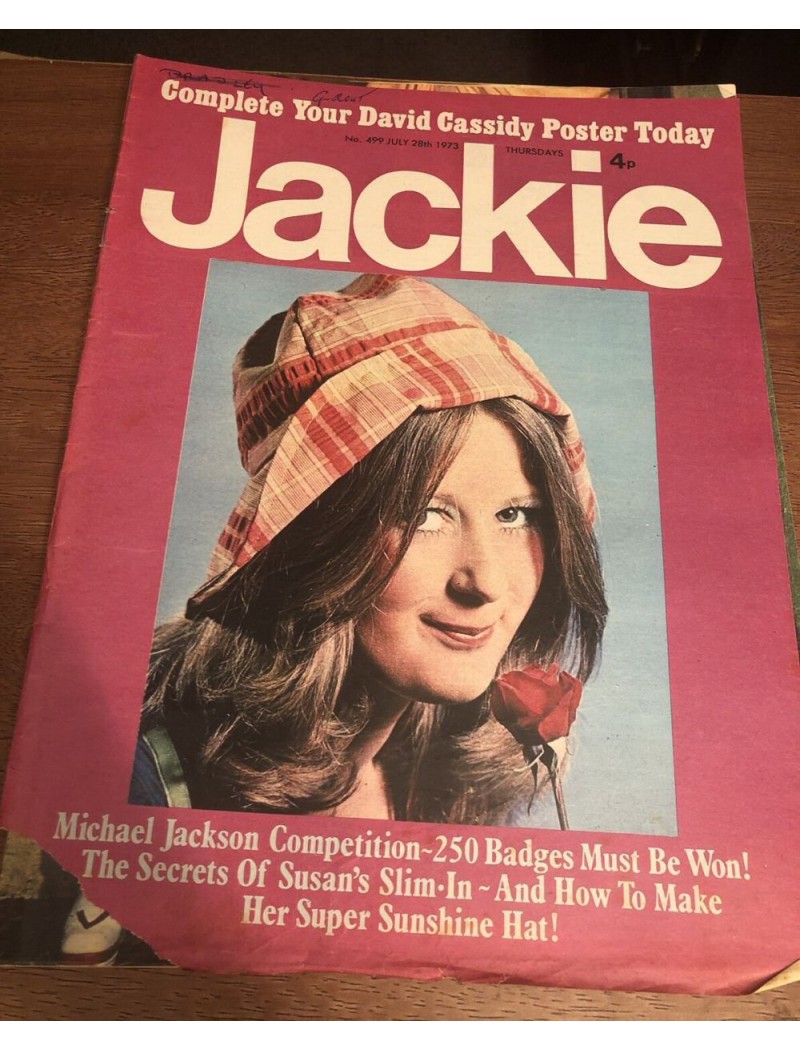 Complete Your David Cassidy Poster Today
No. 499 JULY 28th 1973 THURSDAYS 4p
Jackie
Michael Jackson Competition~250 Badges Must Be Won!
The Secrets Of Susan's Slim·In ~ And How To Make
Her Super Sunshine Hat!